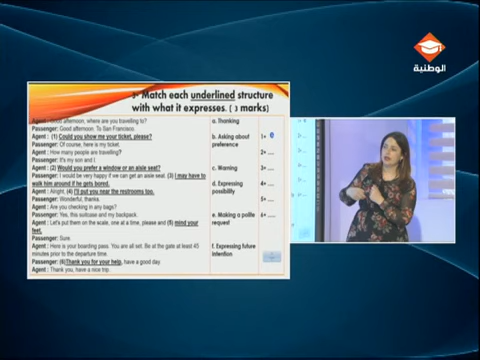 الوطنية
3- Match each underlined structure
with what it expresses. ( 3 marks)
Agent : Good afternoon, where are you travelling to?
Passenger: Good afternoon. To San Francisco.
Agent : (1) Could you show me your ticket, please?
Passenger: Of course, here is my ticket.
Agent : How many people are travelling?
Passenger: It's my son and I.
Agent : (2) Would you prefer a window or an aisle seat?
Passenger: I would be very happy if we can get an aisle seat. (3) I may have to
walk him around if he gets bored.
Agent : Alright, (4) I'll put you near the restrooms too.
Passenger: Wonderful, thanks.
Agent : Are you checking in any bags?
Passenger: Yes, this suitcase and my backpack.
Agent : Let's put them on the scale, one at a time, please and (5) mind your
feet.
Passenger: Sure.
Agent : Here is your boarding pass. You are all set. Be at the gate at least 45
minutes prior to the departure time.
Passenger: (6)Thank you for your help, have a good day.
Agent : Thank you, have a nice trip.
a. Thanking
b. Asking about
preference
c. Warning
d. Expressing
possibility
e. Making a polite
request
f. Expressing future
intention
1+ e
2+ ....
3+ ....
4+ ....
5+ ....
6+ ....